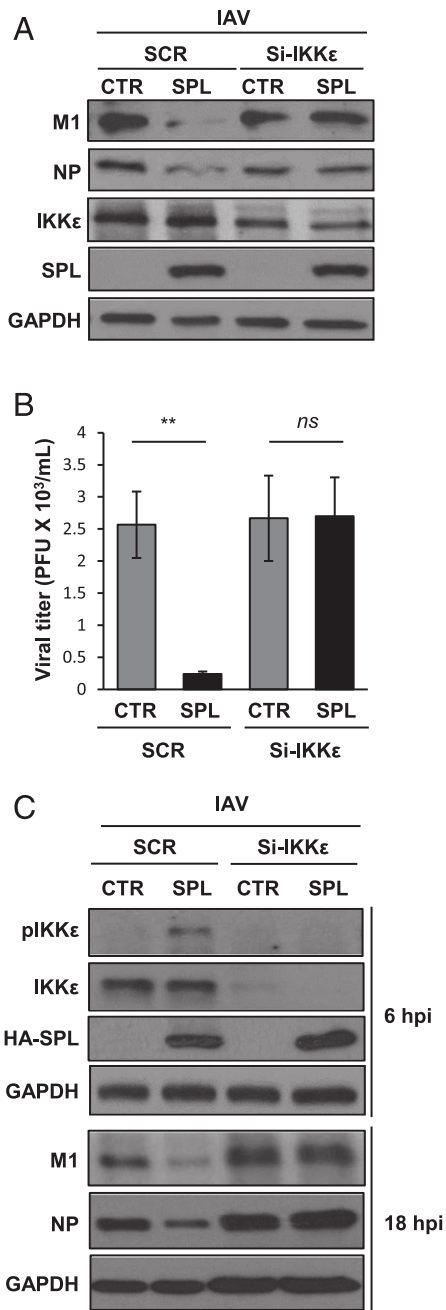 A
IAV
SCR Si-IKKε
CTR SPL CTR SPL
M1
NP
IKKε
SPL
GAPDH
B
** ns
Viral titer (PFU X 10³/mL)
4
3.5
3
2.5
2
1.5
1
0.5
0
CTR SPL CTR SPL
SCR Si-IKKε
C
IAV
SCR Si-IKKε
CTR SPL CTR SPL
pIKKε
IKKε
HA-SPL
GAPDH
6 hpi
M1
NP
GAPDH
18 hpi